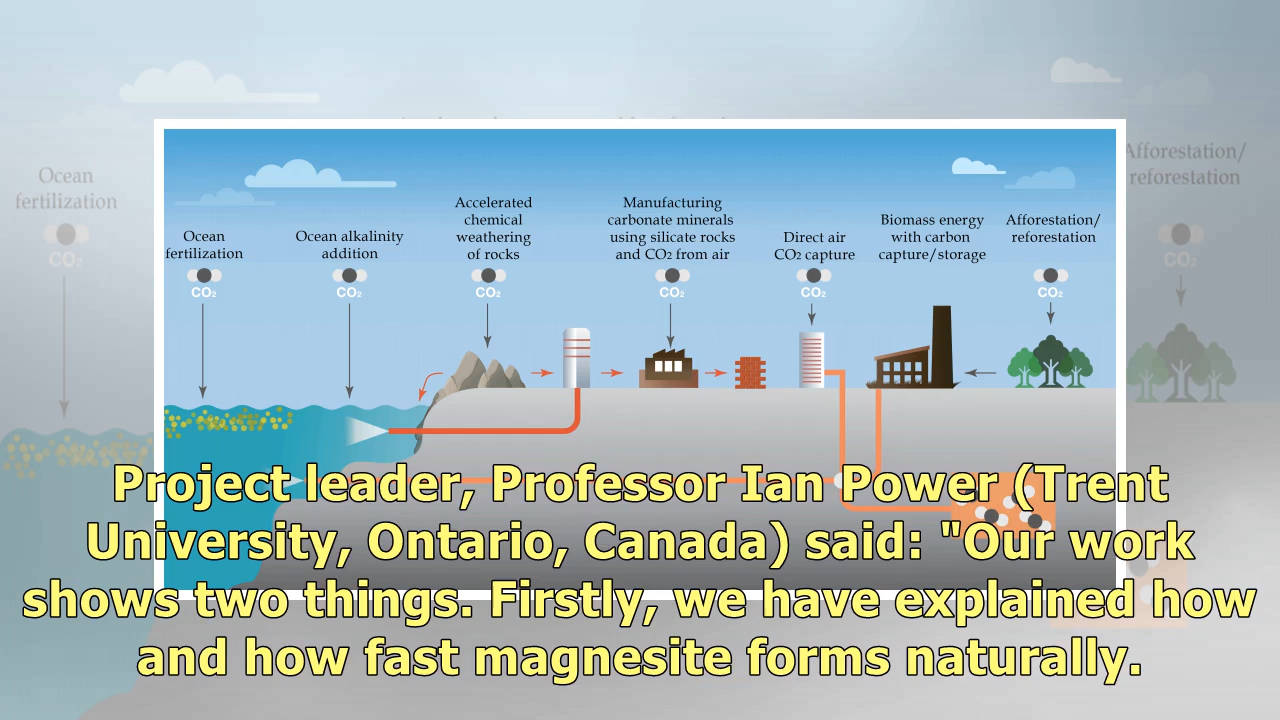 Accelerated
chemical
weathering
of rocks
Manufacturing
carbonate minerals
using silicate rocks
and CO₂ from air
Biomass energy
with carbon
capture/storage
Afforestation/
reforestation
Ocean
fertilization
Ocean alkalinity
addition
Direct air
CO₂ capture
CO₂
CO₂
CO₂
CO₂
CO₂
CO₂
Ocean
fertilization
CO₂
Afforestation/
reforestation
CO₂
Project leader, Professor Ian Power (Trent
University, Ontario, Canada) said: "Our work
shows two things. Firstly, we have explained how
and how fast magnesite forms naturally.